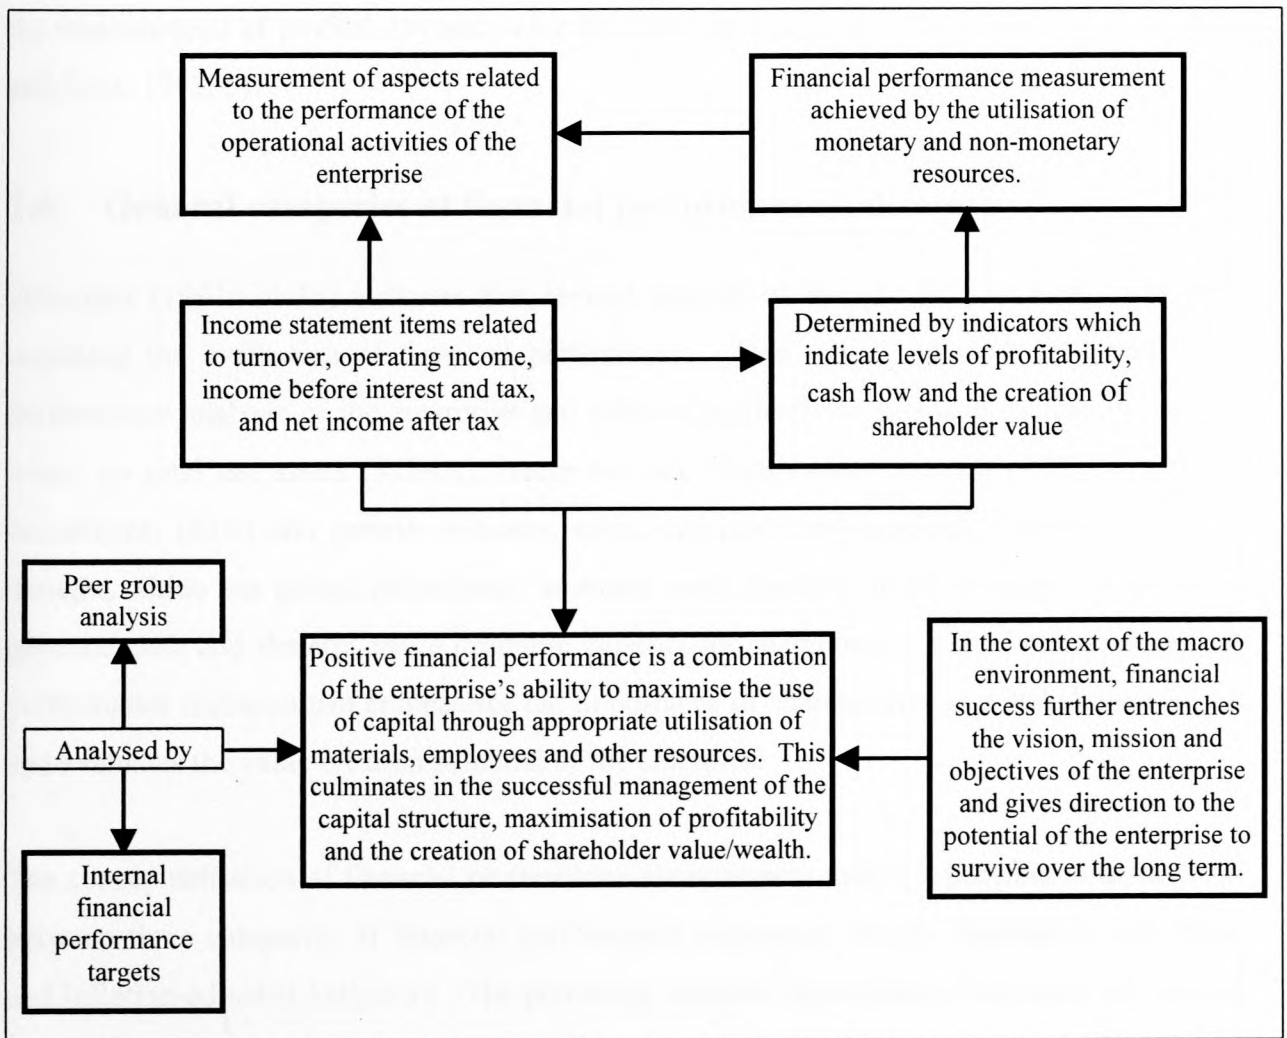 Measurement of aspects related
to the performance of the
operational activities of the
enterprise
Financial performance measurement
achieved by the utilisation of
monetary and non-monetary
resources.
Income statement items related
to turnover, operating income,
income before interest and tax,
and net income after tax
Determined by indicators which
indicate levels of profitability,
cash flow and the creation of
shareholder value
Peer group
analysis
Analysed by
Internal
financial
performance
targets
Positive financial performance is a combination
of the enterprise’s ability to maximise the use
of capital through appropriate utilisation of
materials, employees and other resources. This
culminates in the successful management of the
capital structure, maximisation of profitability
and the creation of shareholder value/wealth.
In the context of the macro
environment, financial
success further entrenches
the vision, mission and
objectives of the enterprise
and gives direction to the
potential of the enterprise to
survive over the long term.